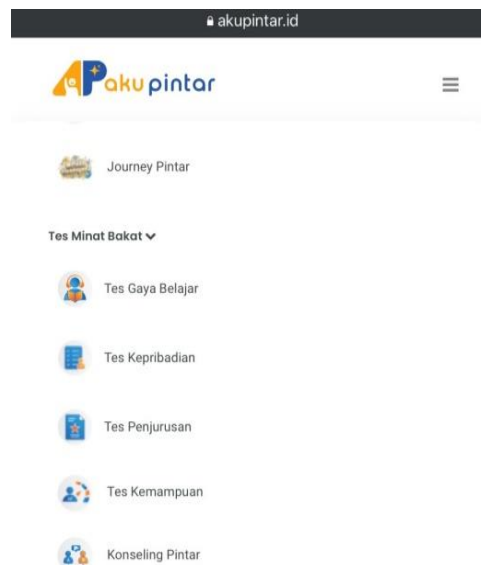 akupintar.id
AP aku pintar
Journey Pintar
Tes Minat Bakat
Tes Gaya Belajar
Tes Kepribadian
Tes Penjurusan
Tes Kemampuan
Konseling Pintar